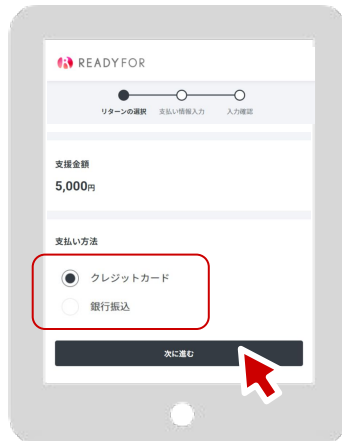 READYFOR
リターンの選択 支払い情報入力 入力確認
支援金額
5,000円
支払い方法
クレジットカード
銀行振込
次に進む